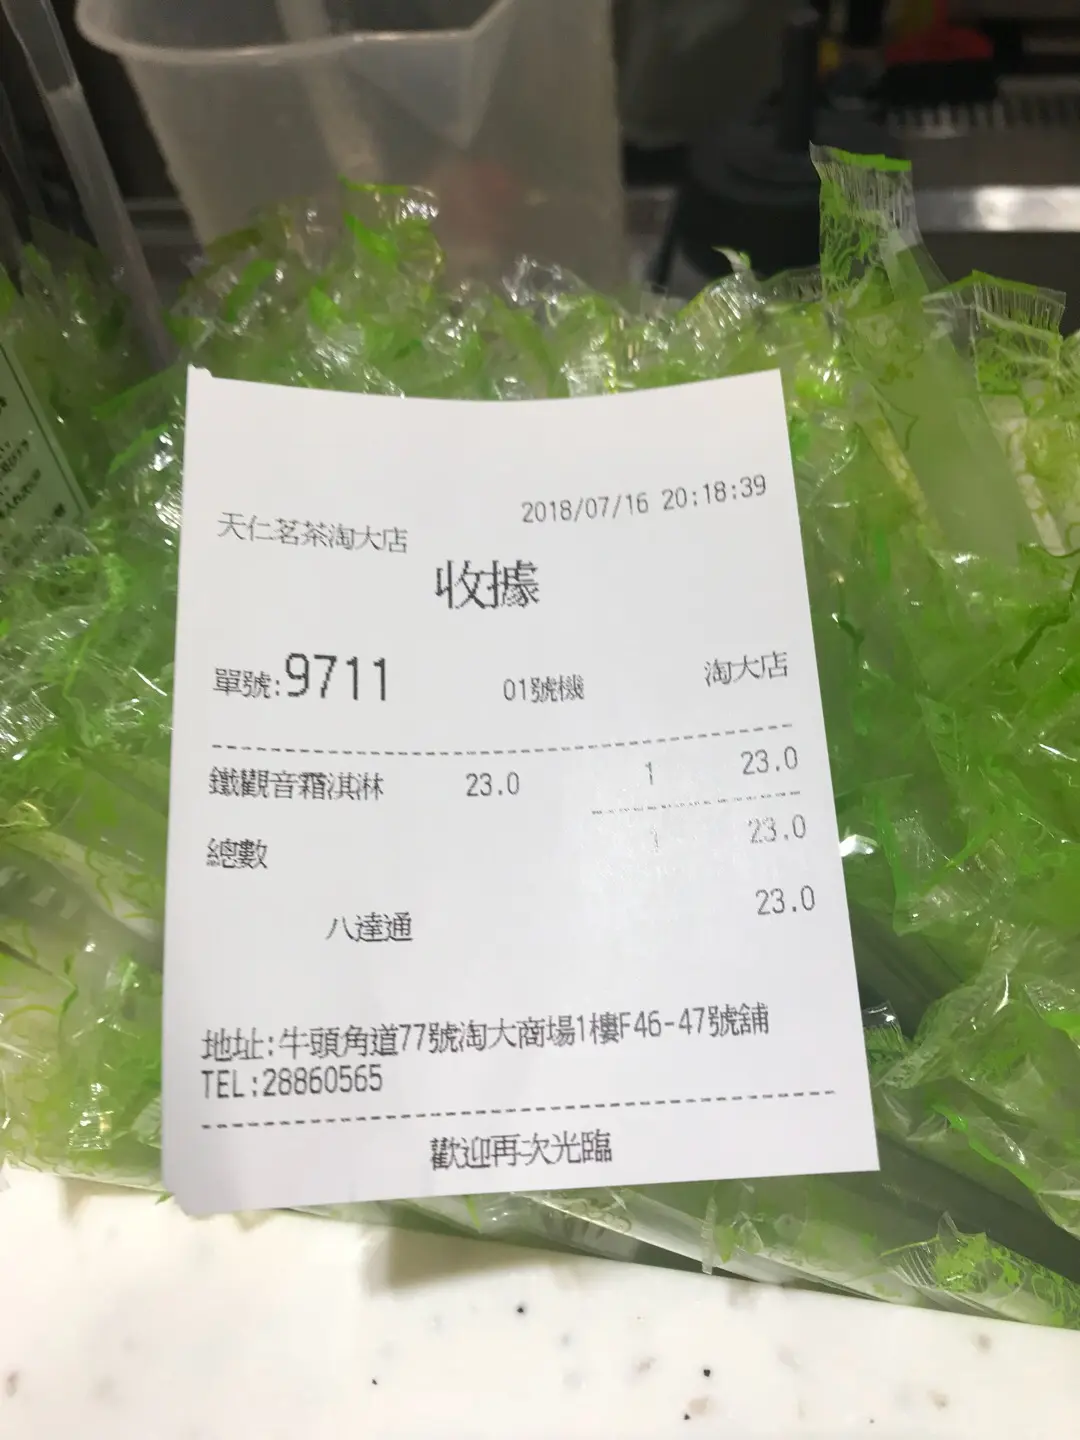 2018/07/16 20:18:39
天仁茗茶淘大店
收據
單號:9711 01號機 淘大店
鐵觀音霜淇淋 23.0 1 23.0
總數 1 23.0
八達通 23.0
地址:牛頭角道77號淘大商場1樓F46-47號舖
TEL:28860565
歡迎再次光臨